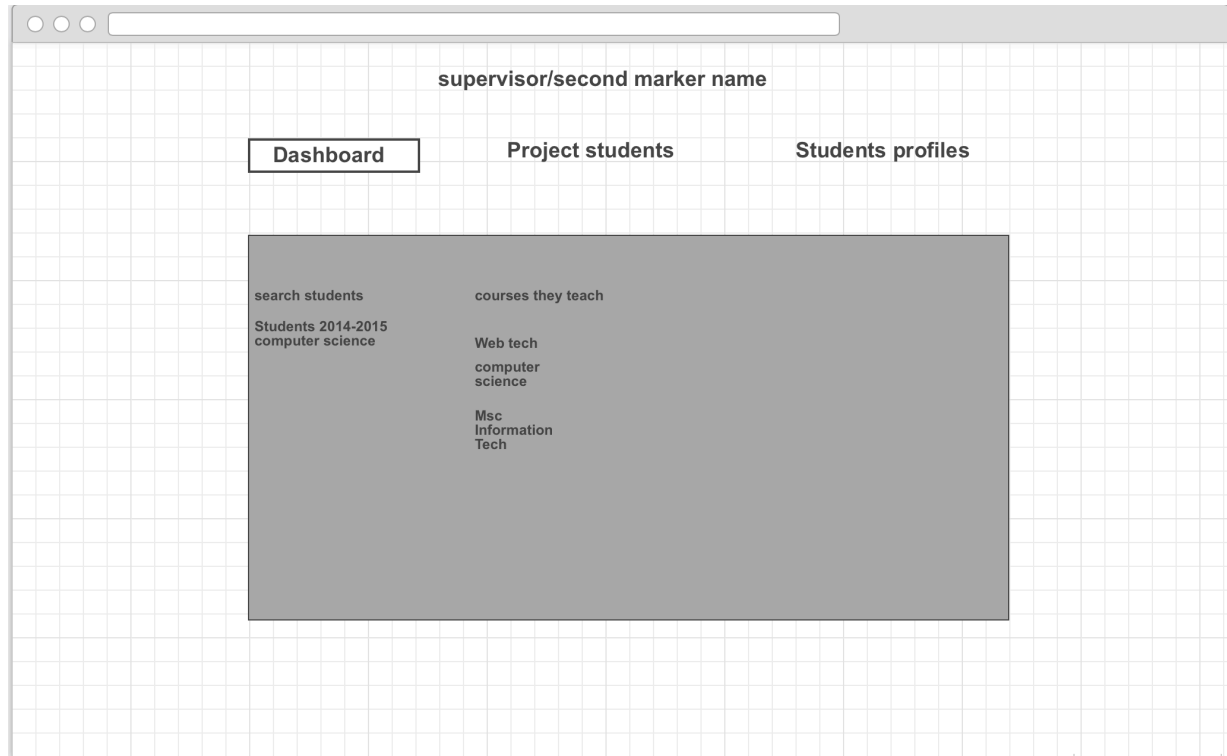 supervisor/second marker name
Dashboard
Project students
Students profiles
search students
Students 2014-2015
computer science
courses they teach
Web tech
computer
science
Msc
Information
Tech